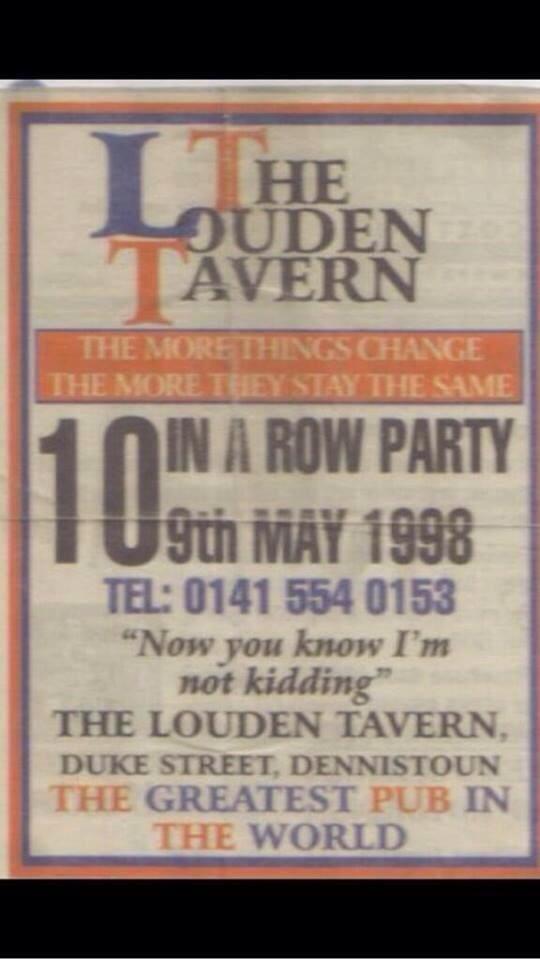 THE
LOUDEN
TAVERN
THE MORE THINGS CHANGE
THE MORE THEY STAY THE SAME
10 IN A ROW PARTY
9th MAY 1998
TEL: 0141 554 0153
“Now you know I'm
not kidding”
THE LOUDEN TAVERN,
DUKE STREET, DENNISTOUN
THE GREATEST PUB IN
THE WORLD